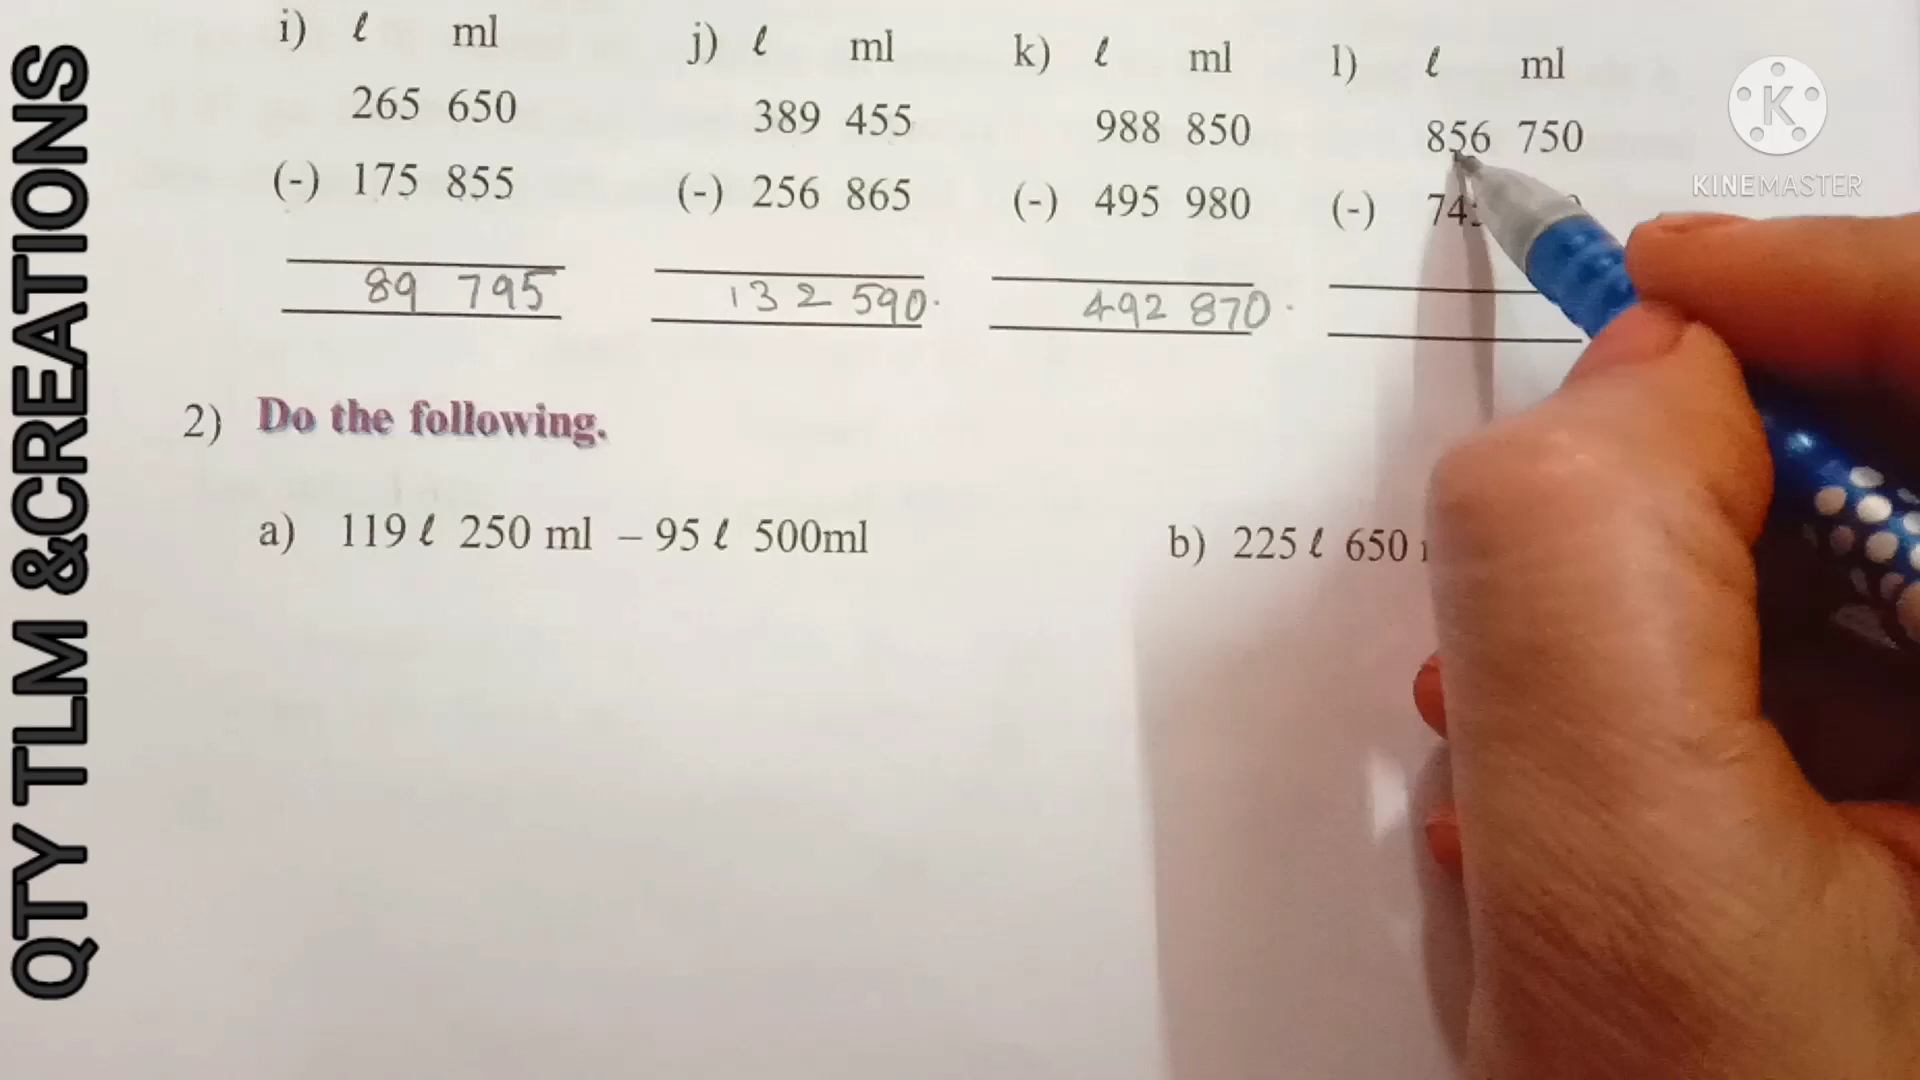 QTY TLM &CREATIONS
i) ℓ ml j) ℓ ml k) ℓ ml l) ℓ ml
265 650 389 455 988 850 856 750
(-) 175 855 (-) 256 865 (-) 495 980 (-)
89 795 132 590. 492 870.
2) Do the following.
a) 119 ℓ 250 ml – 95 ℓ 500ml b) 225 ℓ 650
K
KINEMASTER